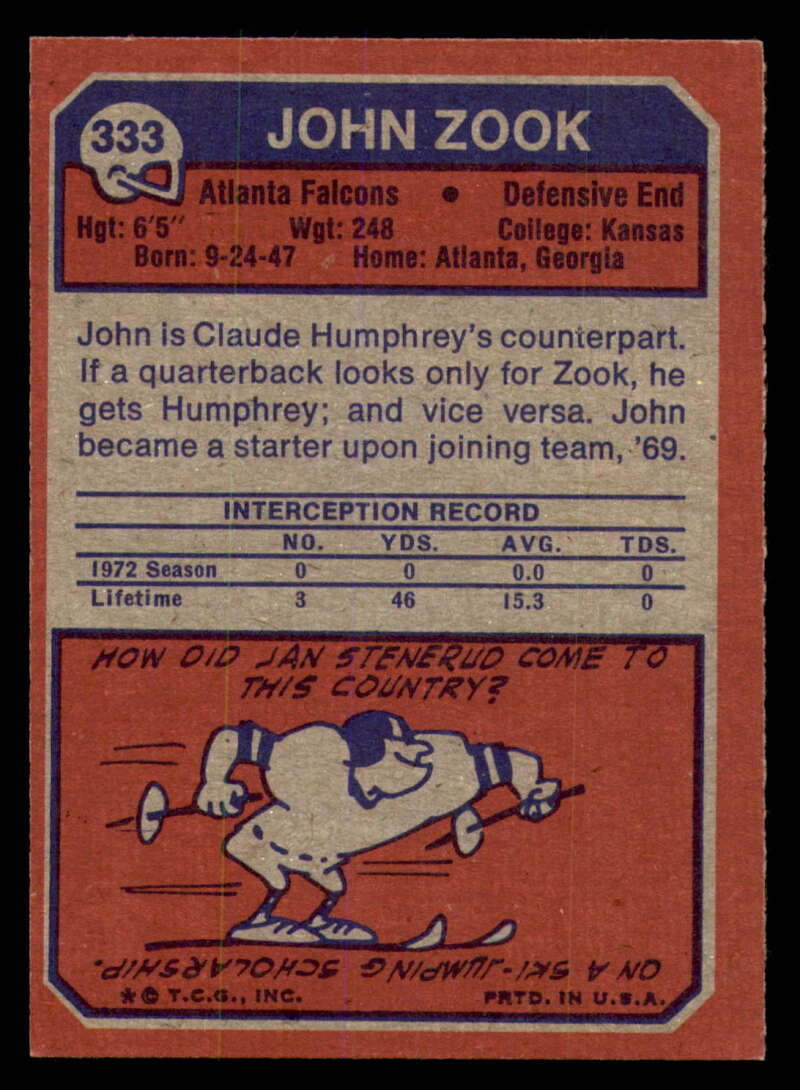 333
JOHN ZOOK
Atlanta Falcons • Defensive End
Hgt: 6'5" Wgt: 248 College: Kansas
Born: 9-24-47 Home: Atlanta, Georgia
John is Claude Humphrey's counterpart.
If a quarterback looks only for Zook, he
gets Humphrey; and vice versa. John
became a starter upon joining team, '69.
INTERCEPTION RECORD
NO. YDS. AVG. TDS.
1972 Season 0 0 0.0 0
Lifetime 3 46 15.3 0
HOW DID JAN STENERUD COME TO
THIS COUNTRY?
ON A SKI-JUMPING SCHOLARSHIP.
*© T.C.G., INC. PRTD. IN U.S.A.